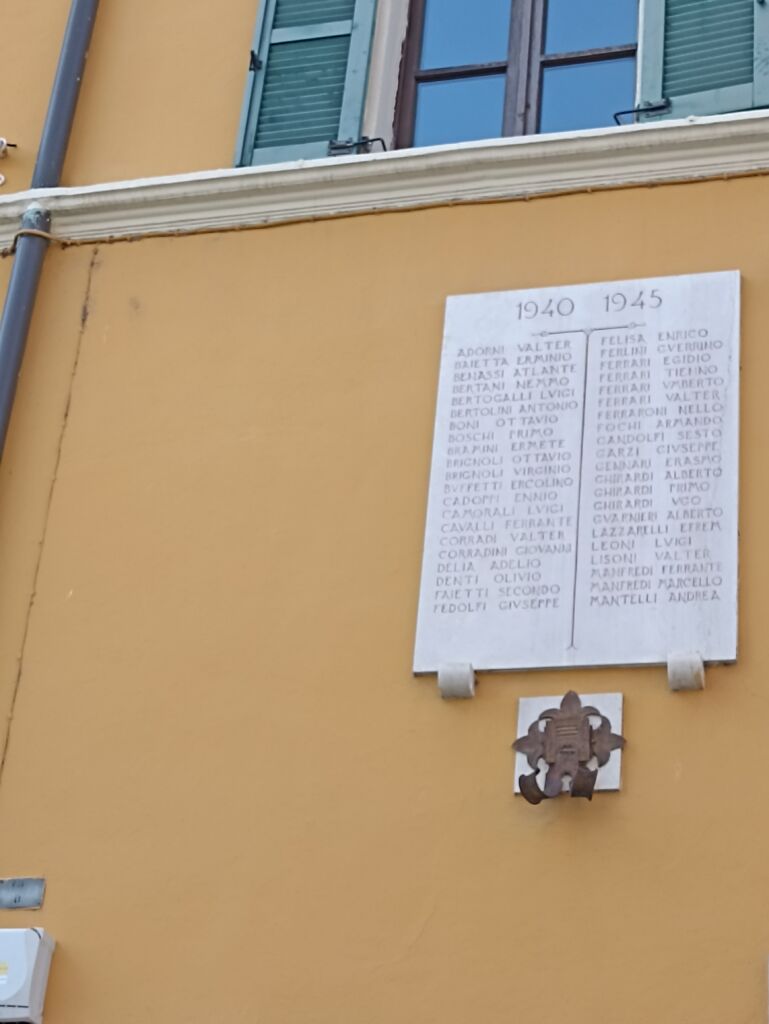 1940 1945
ADORNI VALTER
BAIETTA ERMINIO
BENASSI ATLANTE
BERTANI NEMMO
BERTOGALLI LVIGI
BERTOLINI ANTONIO
BONI OTTAVIO
BOSCHI PRIMO
BRAMINI ERMETE
BRIGNOLI OTTAVIO
BRIGNOLI VIRGINIO
BVFFETTI ERCOLINO
CADOPPI ENNIO
CAMORALI LVIGI
CAVALLI FERRANTE
CORRADI VALTER
CORRADINI GIOVANNI
DELIA ADELIO
DENTI OLIVIO
FAIETTI SECONDO
FEDOLFI GIVSEPPE
FELISA ENRICO
FERLINI GVERRINO
FERRARI EGIDIO
FERRARI TIENNO
FERRARI VMBERTO
FERRARI VALTER
FERRARONI NELLO
FOCHI ARMANDO
GANDOLFI SESTO
GARZI GIVSEPPE
GENNARI ERASMO
GHIRARDI ALBERTO
GHIRARDI PRIMO
GHIRARDI VGO
GVARNIERI ALBERTO
LAZZARELLI EFREM
LEONI LVIGI
LISONI VALTER
MANFREDI FERRANTE
MANFREDI MARCELLO
MANTELLI ANDREA